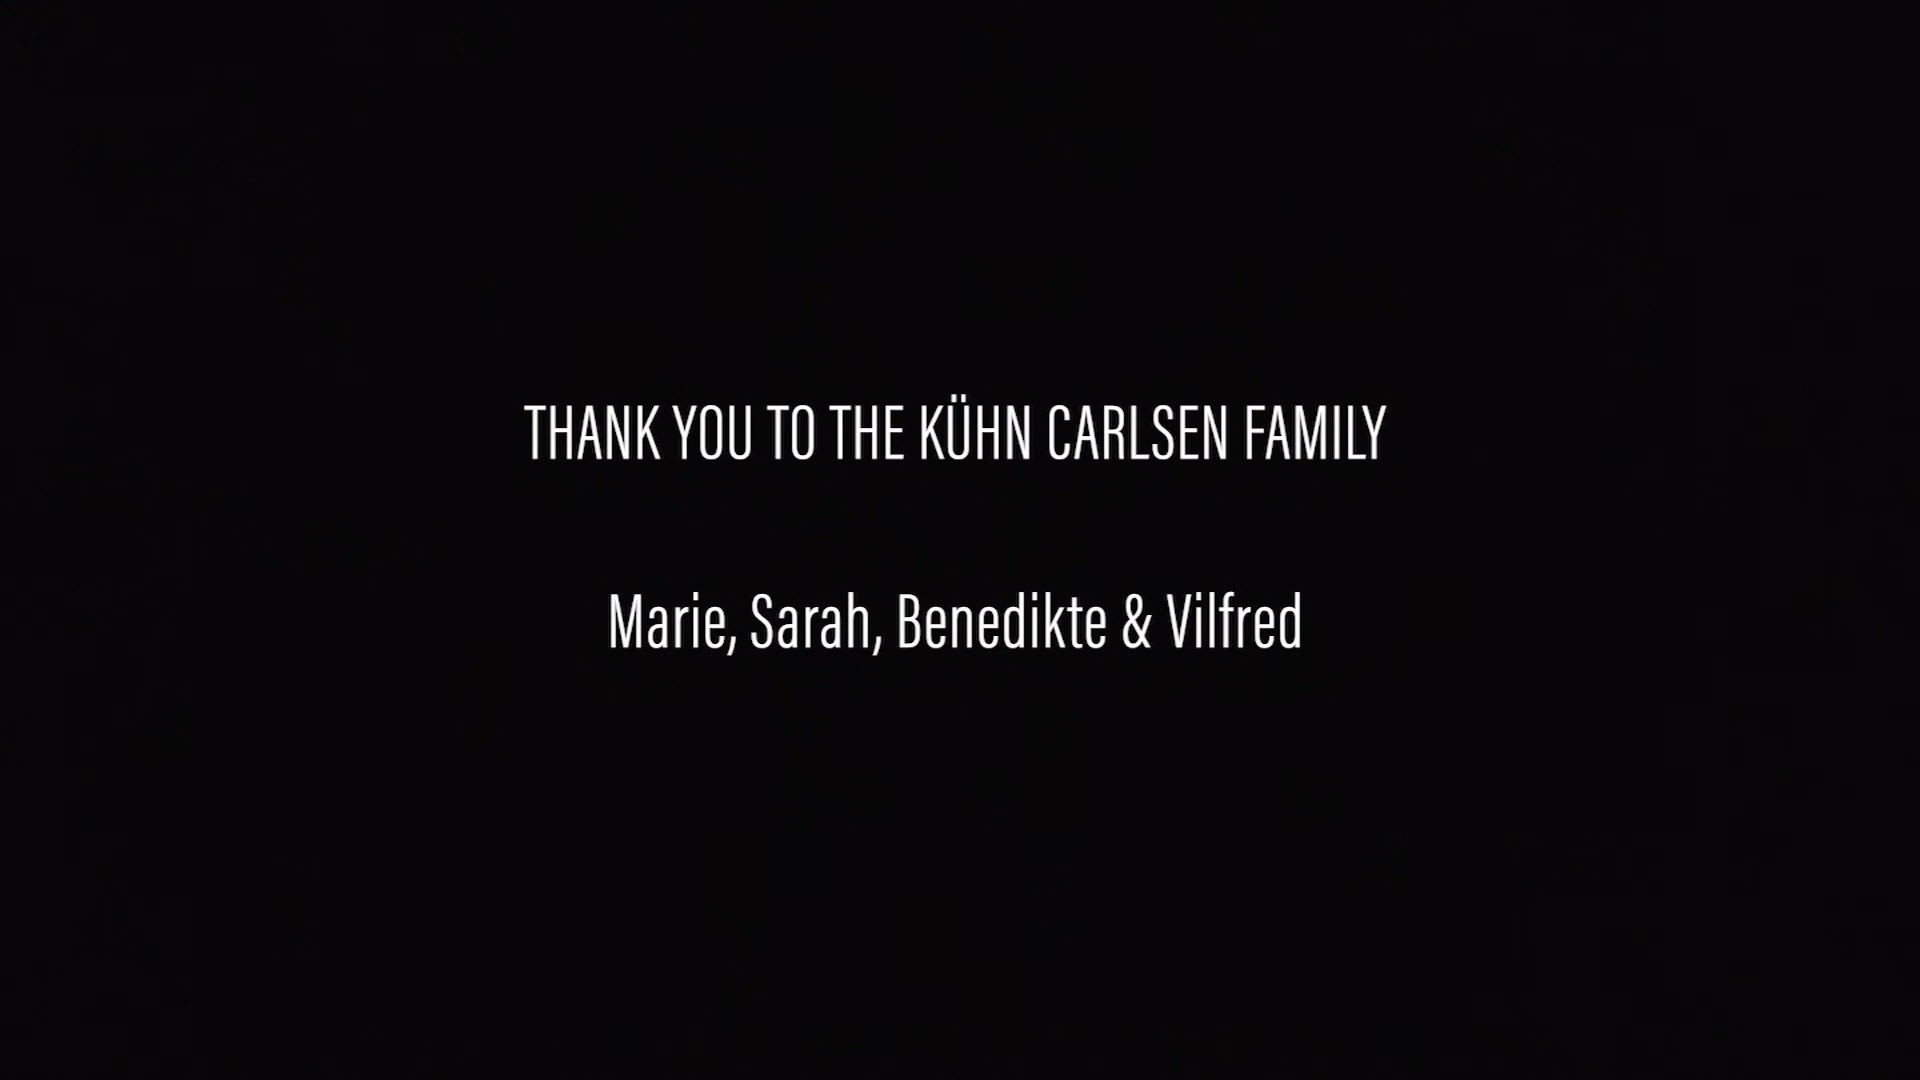 THANK YOU TO THE KÜHN CARLSEN FAMILY
Marie, Sarah, Benedikte & Vilfred